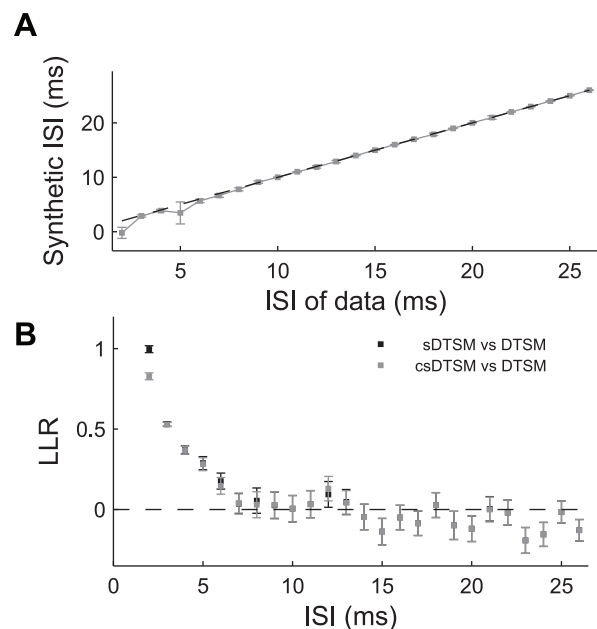 A
Synthetic ISI (ms)
20
10
0
5
10
15
20
25
ISI of data (ms)
B
sDTSM vs DTSM
csDTSM vs DTSM
LLR
1
0.5
0
0
5
10
15
20
25
ISI (ms)